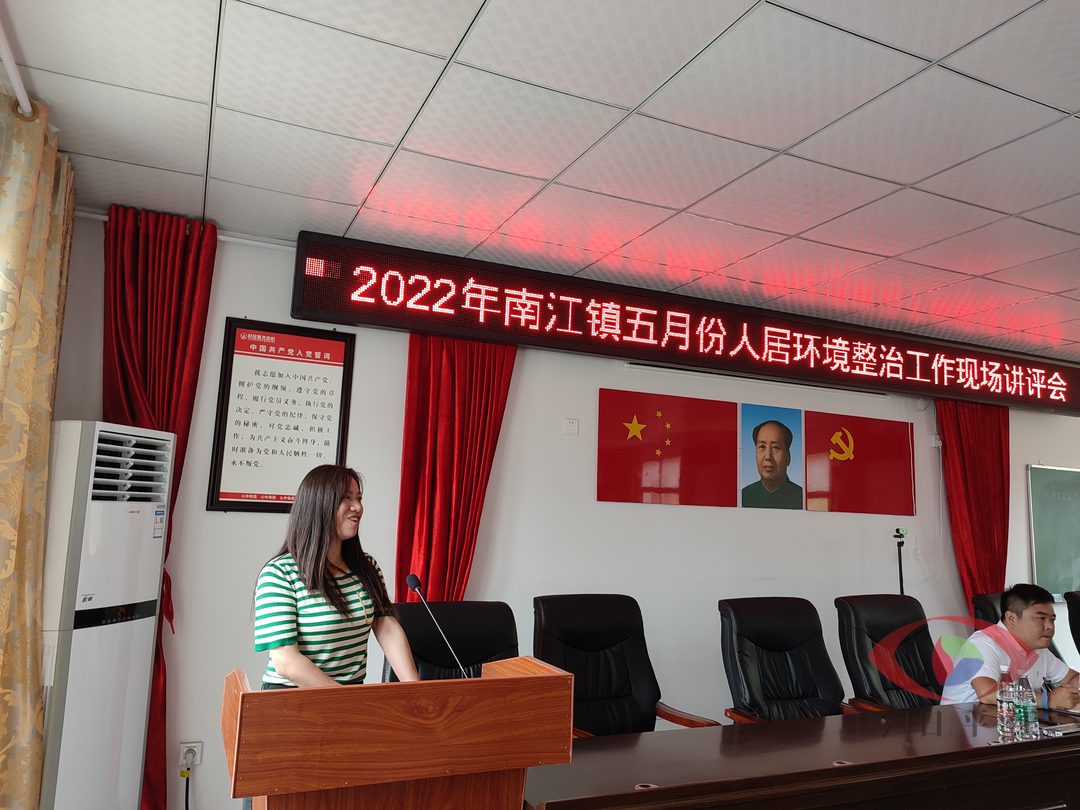 2022年南江镇五月份人居环境整治工作现场讲评会
中国共产党入党誓词
我志愿加入中国共产党,
拥护党的纲领,遵守党的章
程,履行党员义务,执行党的
决定,严守党的纪律,保守党
的秘密,对党忠诚,积极工
作,为共产主义奋斗终身,随
时准备为党和人民牺牲一切,
永不叛党。